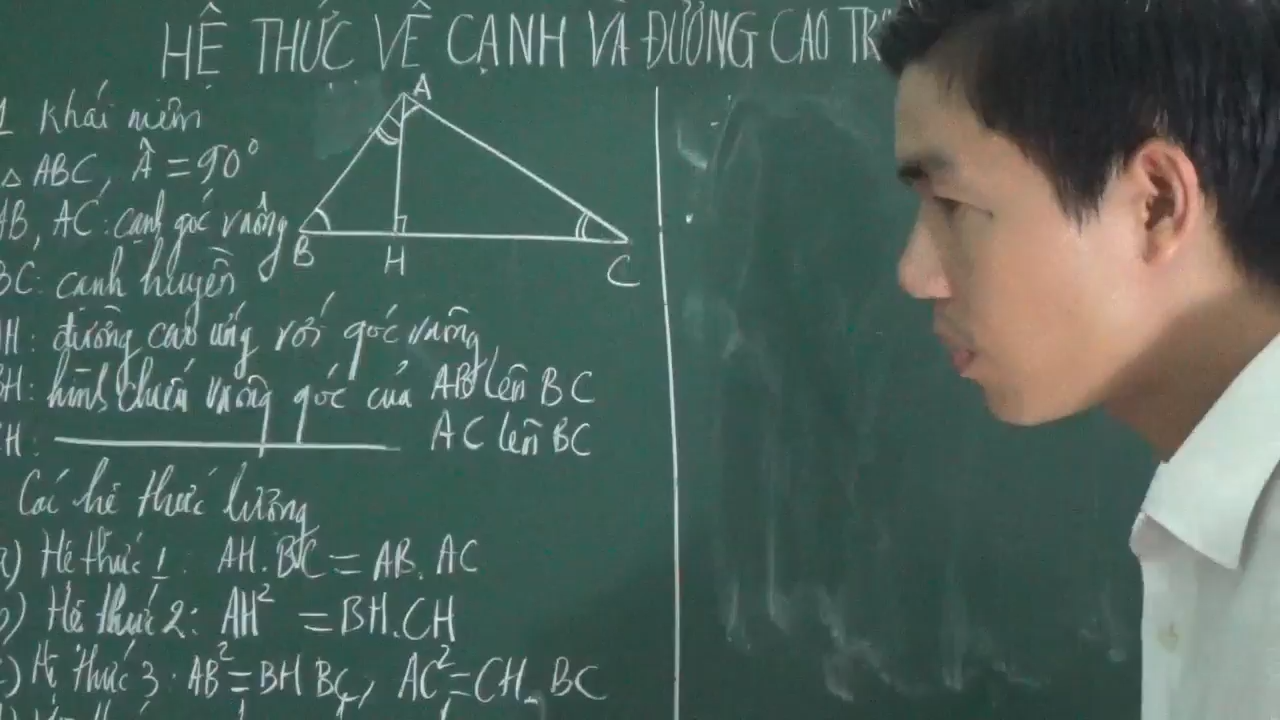 HỆ THỨC VỀ CẠNH VÀ ĐƯỜNG CAO TR
1 Khái niệm
△ ABC, Â = 90°
AB, AC: cạnh góc vuông
BC: cạnh huyền
AH: đường cao ứng với góc vuông
BH: hình chiếu vuông góc của AB lên BC
CH: AC lên BC
A
B
H
C
Các hệ thức lượng
a) Hệ thức 1: AH.BC = AB.AC
b) Hệ thức 2: AH² = BH.CH
c) Hệ thức 3: AB² = BH BC, AC² = CH. BC